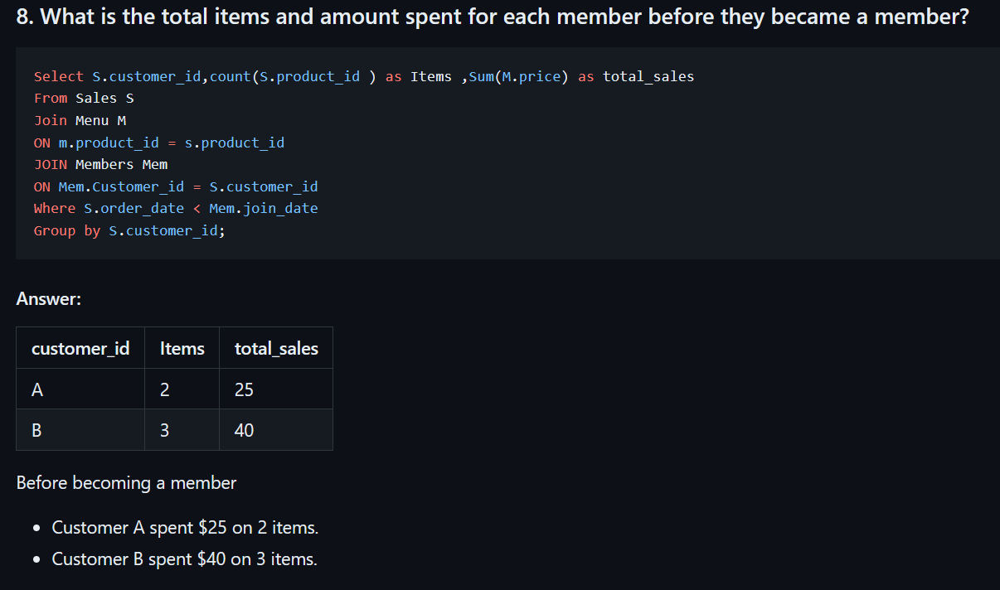 8. What is the total items and amount spent for each member before they became a member?
Select S.customer_id,count(S.product_id ) as Items ,Sum(M.price) as total_sales
From Sales S
Join Menu M
ON m.product_id = s.product_id
JOIN Members Mem
ON Mem.Customer_id = S.customer_id
Where S.order_date < Mem.join_date
Group by S.customer_id;
Answer:
customer_id Items total_sales
A 2 25
B 3 40
Before becoming a member
• Customer A spent $25 on 2 items.
• Customer B spent $40 on 3 items.